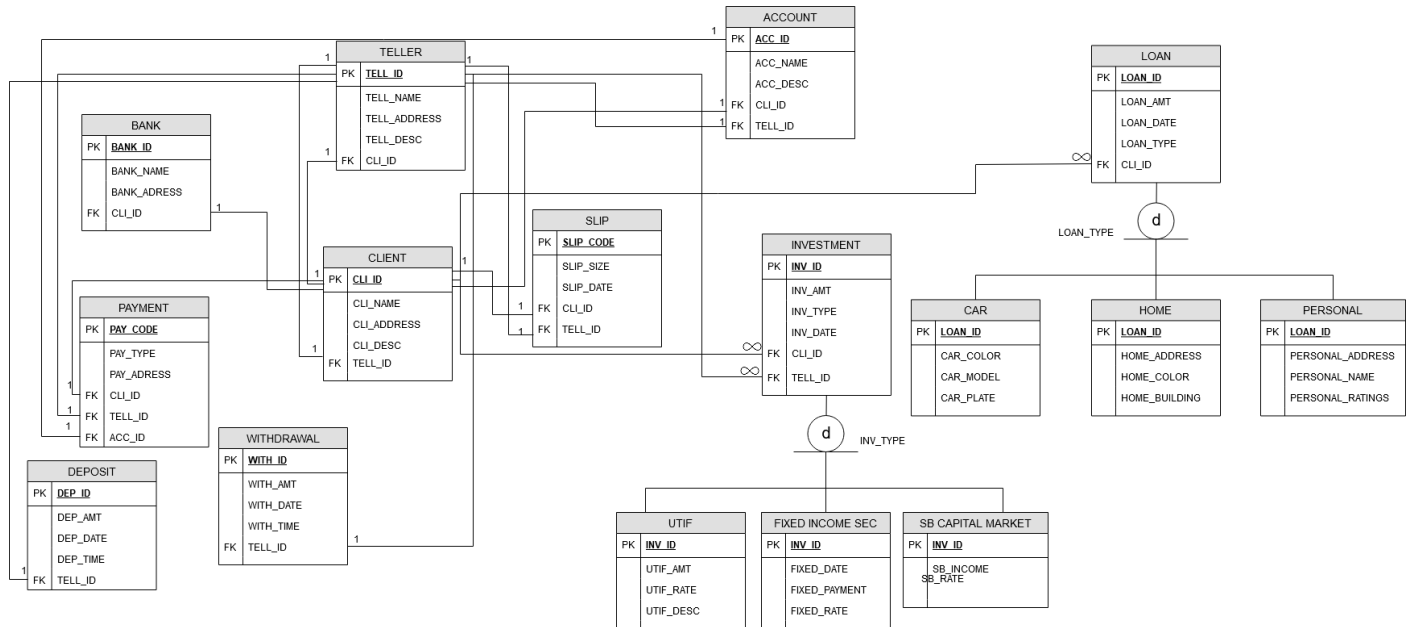 ACCOUNT
PK ACC_ID
ACC_NAME
ACC_DESC
1 FK CLI_ID
1 FK TELL_ID
1
TELLER
1 PK TELL_ID 1
TELL_NAME
TELL_ADDRESS
TELL_DESC
1 FK CLI_ID
LOAN
PK LOAN_ID
LOAN_AMT
LOAN_DATE
LOAN_TYPE
∞ FK CLI_ID
d
LOAN_TYPE
BANK
PK BANK_ID
BANK_NAME
BANK_ADRESS
FK CLI_ID 1
SLIP
PK SLIP_CODE
SLIP_SIZE
SLIP_DATE
1 FK CLI_ID
1 FK TELL_ID
CLIENT
1 PK CLI_ID 1
CLI_NAME
CLI_ADDRESS
CLI_DESC
1 FK TELL_ID
INVESTMENT
PK INV_ID
INV_AMT
INV_TYPE
INV_DATE
∞ FK CLI_ID
∞ FK TELL_ID
d
INV_TYPE
PAYMENT
PK PAY_CODE
PAY_TYPE
PAY_ADRESS
1 FK CLI_ID
1 FK TELL_ID
1 FK ACC_ID
CAR
PK LOAN_ID
CAR_COLOR
CAR_MODEL
CAR_PLATE
HOME
PK LOAN_ID
HOME_ADDRESS
HOME_COLOR
HOME_BUILDING
PERSONAL
PK LOAN_ID
PERSONAL_ADDRESS
PERSONAL_NAME
PERSONAL_RATINGS
WITHDRAWAL
PK WITH_ID
WITH_AMT
WITH_DATE
WITH_TIME
FK TELL_ID 1
DEPOSIT
PK DEP_ID
DEP_AMT
DEP_DATE
DEP_TIME
1 FK TELL_ID
UTIF
PK INV_ID
UTIF_AMT
UTIF_RATE
UTIF_DESC
FIXED INCOME SEC
PK INV_ID
FIXED_DATE
FIXED_PAYMENT
FIXED_RATE
SB CAPITAL MARKET
PK INV_ID
SB_INCOME
SB_RATE